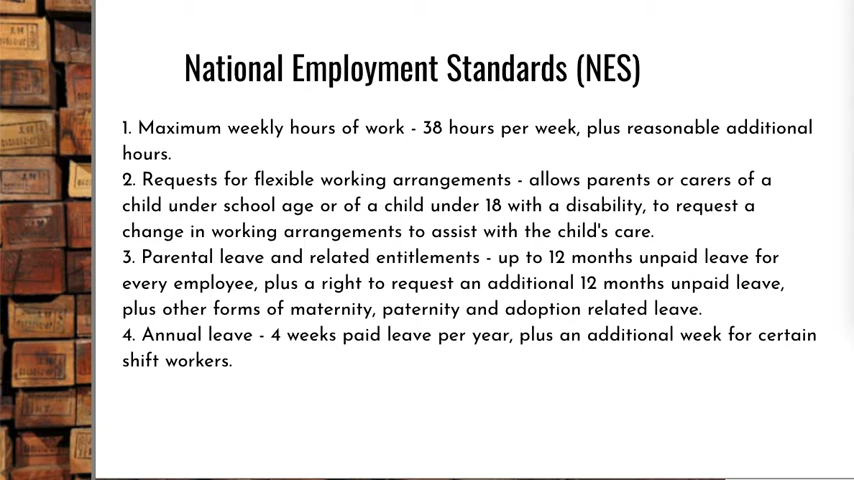 National Employment Standards (NES)
1. Maximum weekly hours of work - 38 hours per week, plus reasonable additional
hours.
2. Requests for flexible working arrangements - allows parents or carers of a
child under school age or of a child under 18 with a disability, to request a
change in working arrangements to assist with the child's care.
3. Parental leave and related entitlements - up to 12 months unpaid leave for
every employee, plus a right to request an additional 12 months unpaid leave,
plus other forms of maternity, paternity and adoption related leave.
4. Annual leave - 4 weeks paid leave per year, plus an additional week for certain
shift workers.